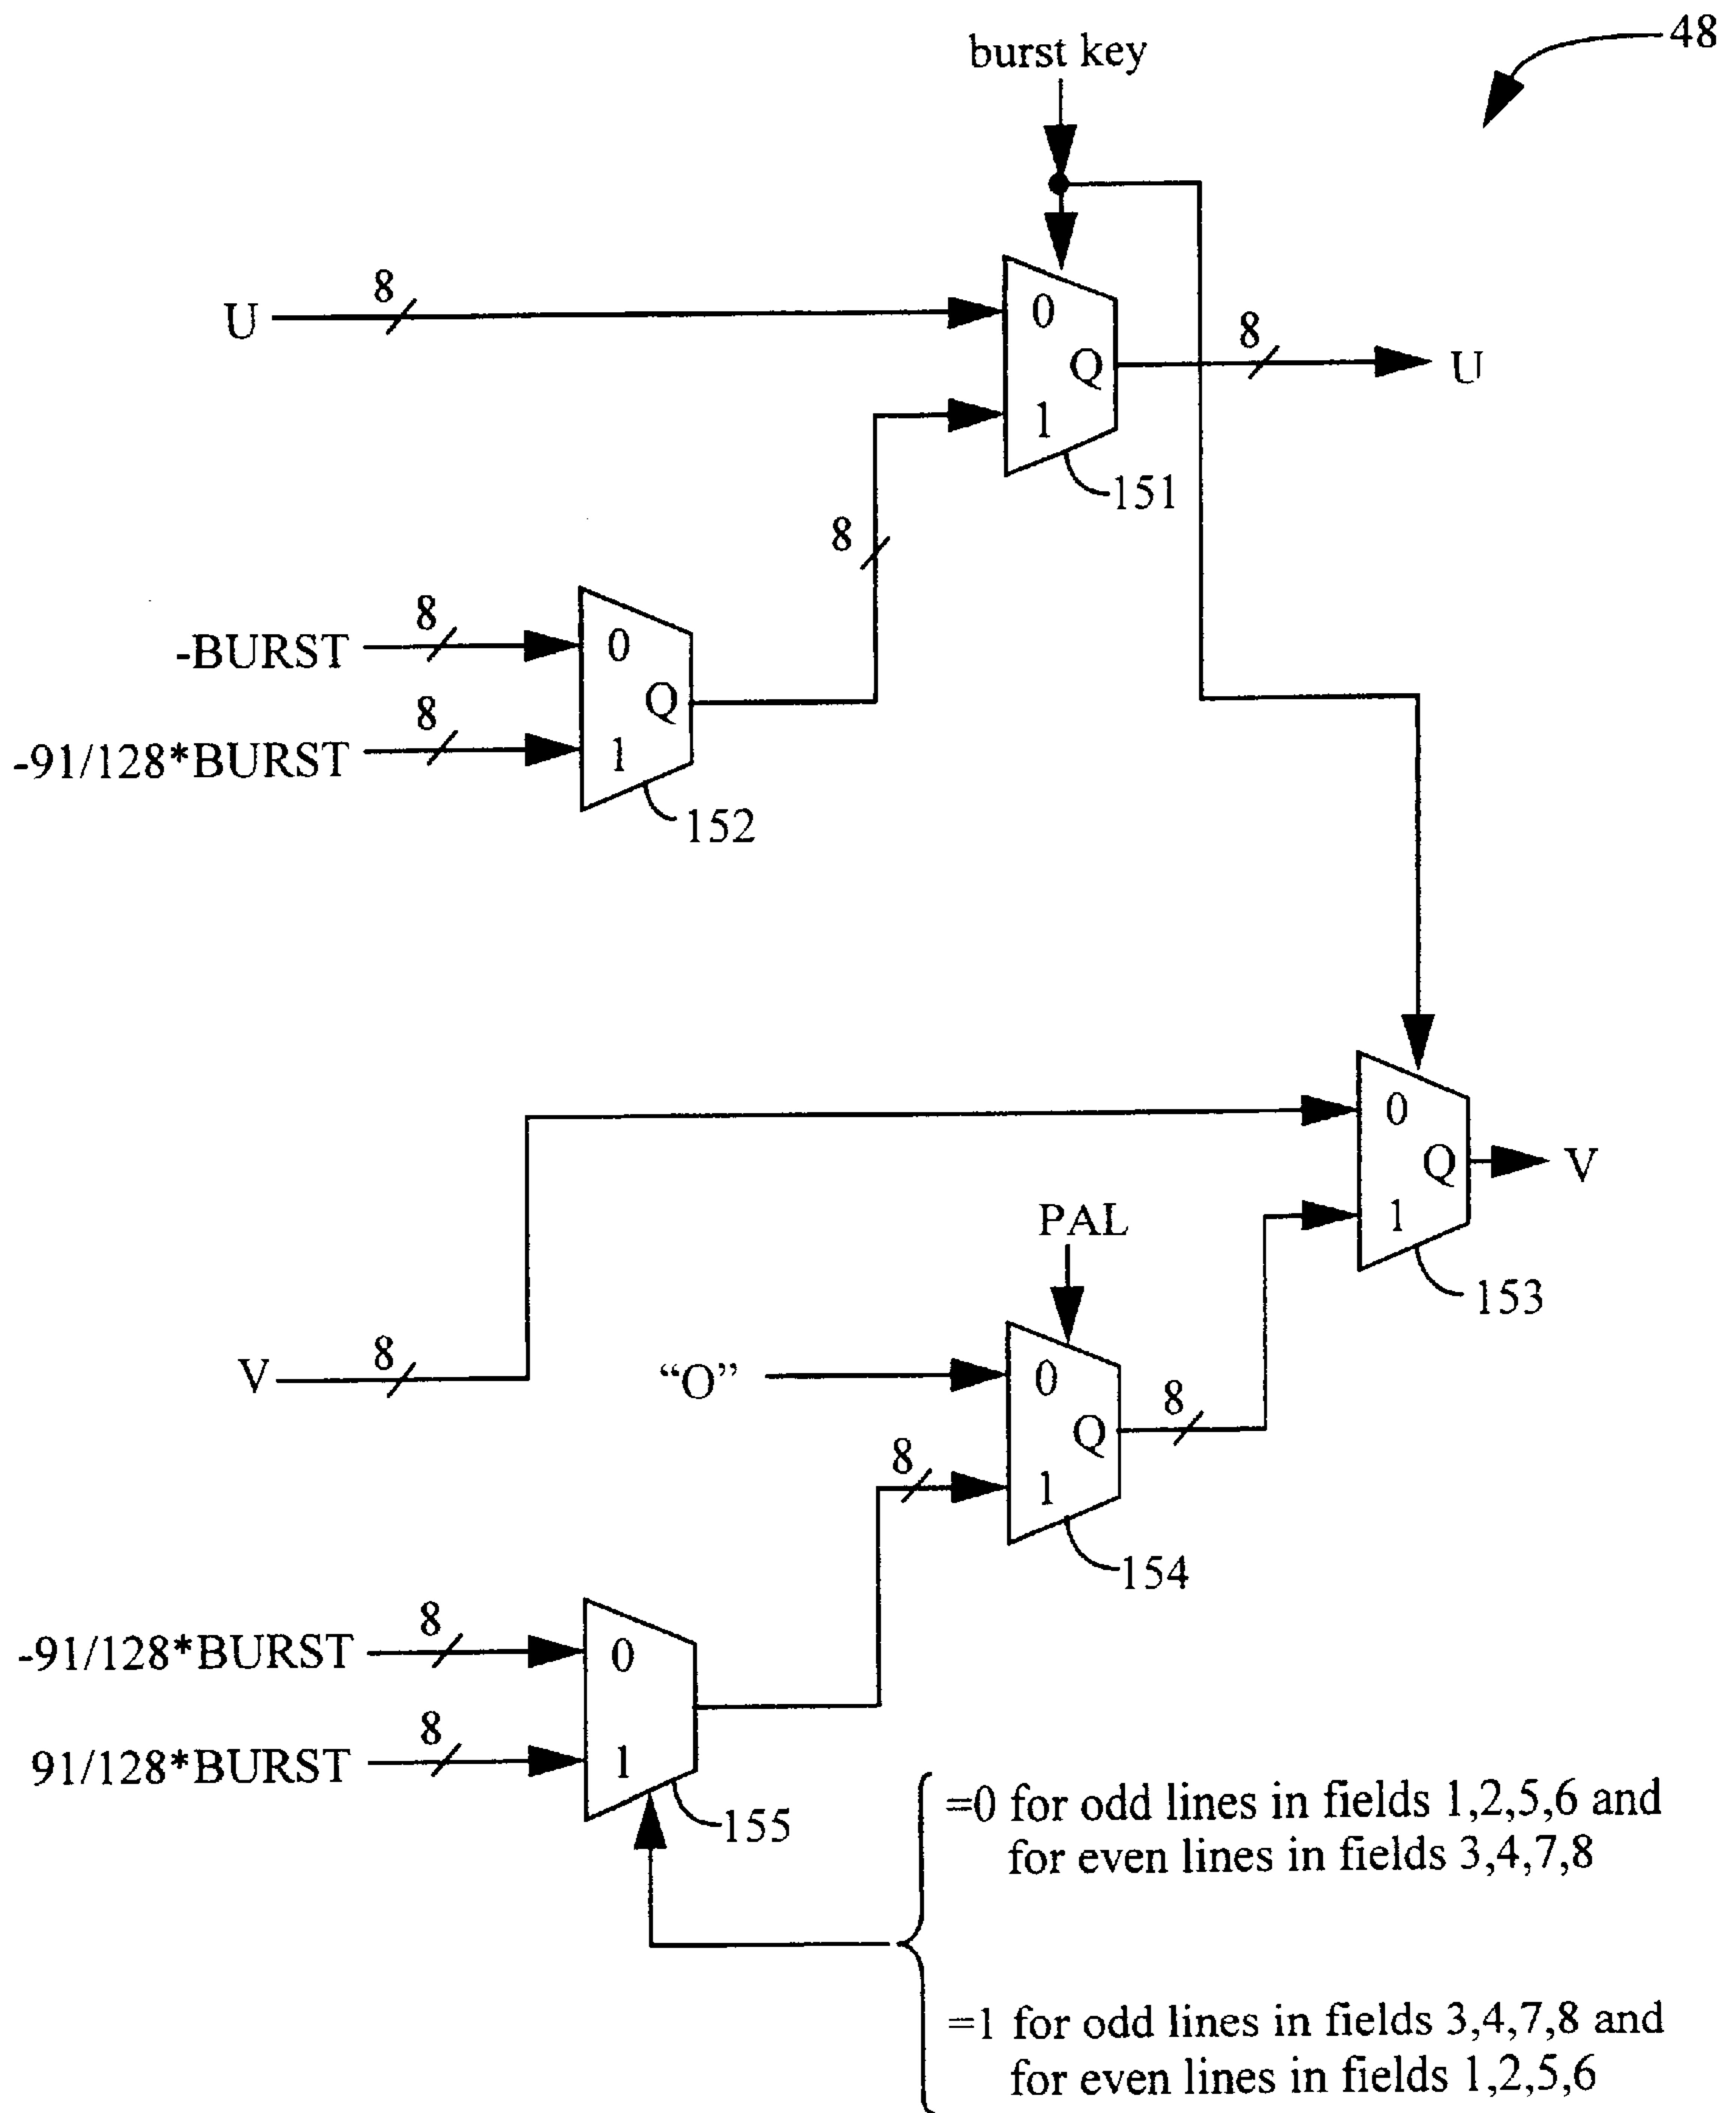 48
burst key
8
U
0
Q
8
U
1
151
8
-BURST
8
0
Q
8
-91/128*BURST
1
152
0
Q
V
1
153
PAL
V
8
“O”
0
Q
8
8
1
154
-91/128*BURST
8
0
91/128*BURST
8
1
155
=0 for odd lines in fields 1,2,5,6 and
for even lines in fields 3,4,7,8
=1 for odd lines in fields 3,4,7,8 and
for even lines in fields 1,2,5,6